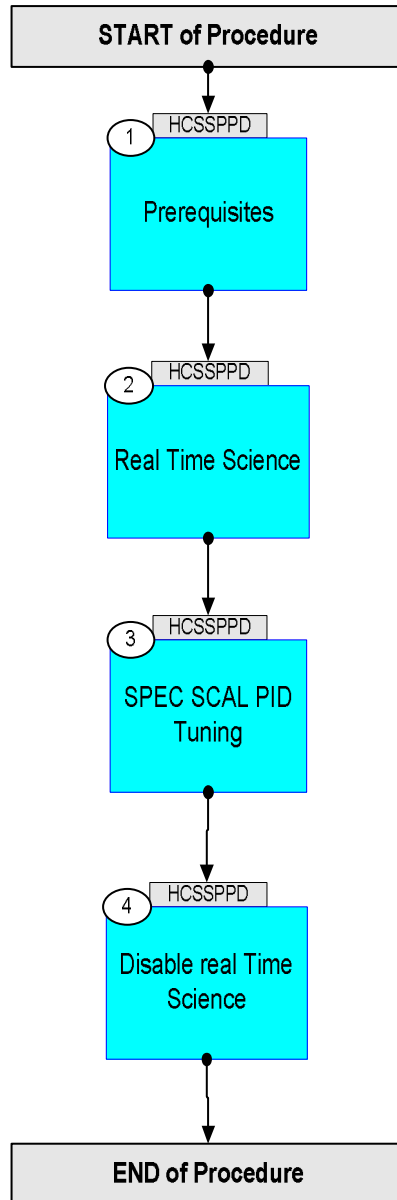 START of Procedure
HCSSPPD
1
Prerequisites
HCSSPPD
2
Real Time Science
HCSSPPD
3
SPEC SCAL PID
Tuning
HCSSPPD
4
Disable real Time
Science
END of Procedure